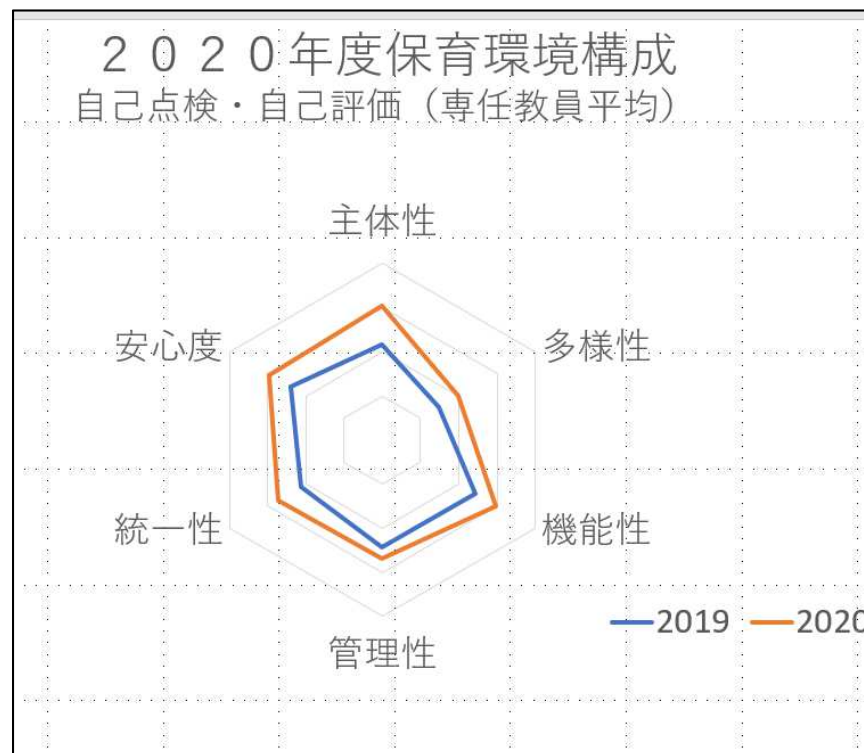 ２０２０年度保育環境構成
自己点検・自己評価（専任教員平均）
主体性
多様性
機能性
管理性
統一性
安心度
2019
2020